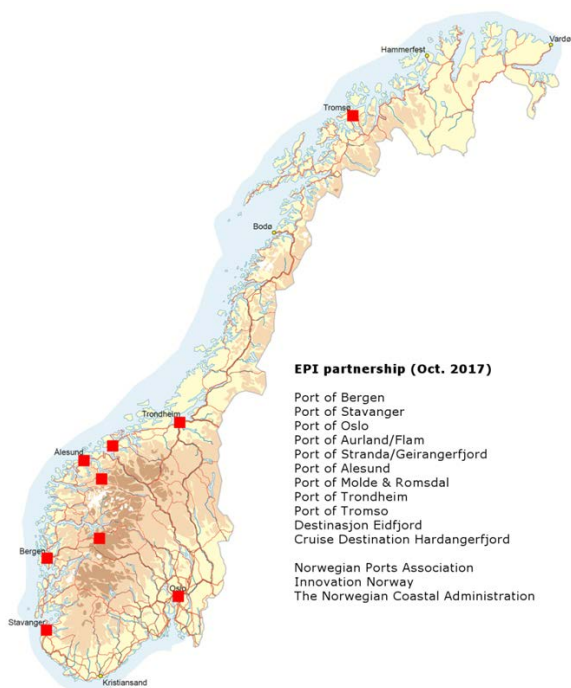 Vardø
Hammerfest
Tromsø
Bodø
EPI partnership (Oct. 2017)
Port of Bergen
Port of Stavanger
Port of Oslo
Port of Aurland/Flam
Port of Stranda/Geirangerfjord
Port of Alesund
Port of Molde & Romsdal
Port of Trondheim
Port of Tromso
Destinasjon Eidfjord
Cruise Destination Hardangerfjord
Norwegian Ports Association
Innovation Norway
The Norwegian Coastal Administration
Trondheim
Ålesund
Bergen
Oslo
Stavanger
Kristiansand